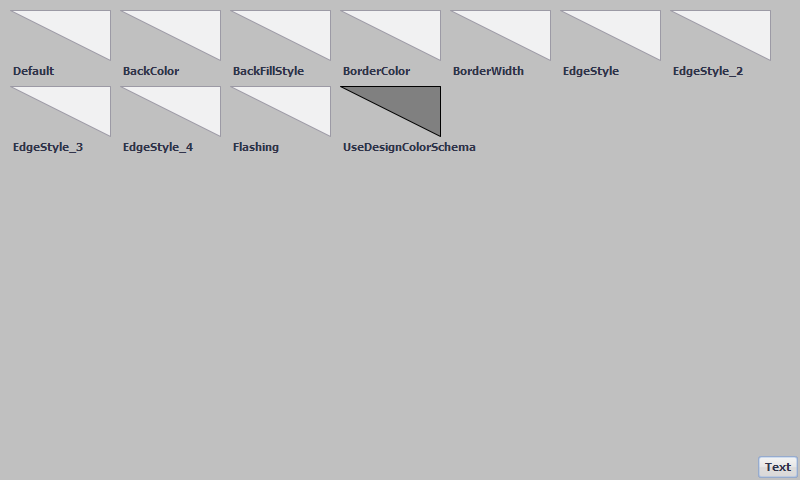 Default BackColor BackFillStyle BorderColor BorderWidth EdgeStyle EdgeStyle_2
EdgeStyle_3 EdgeStyle_4 Flashing UseDesignColorSchema
Text